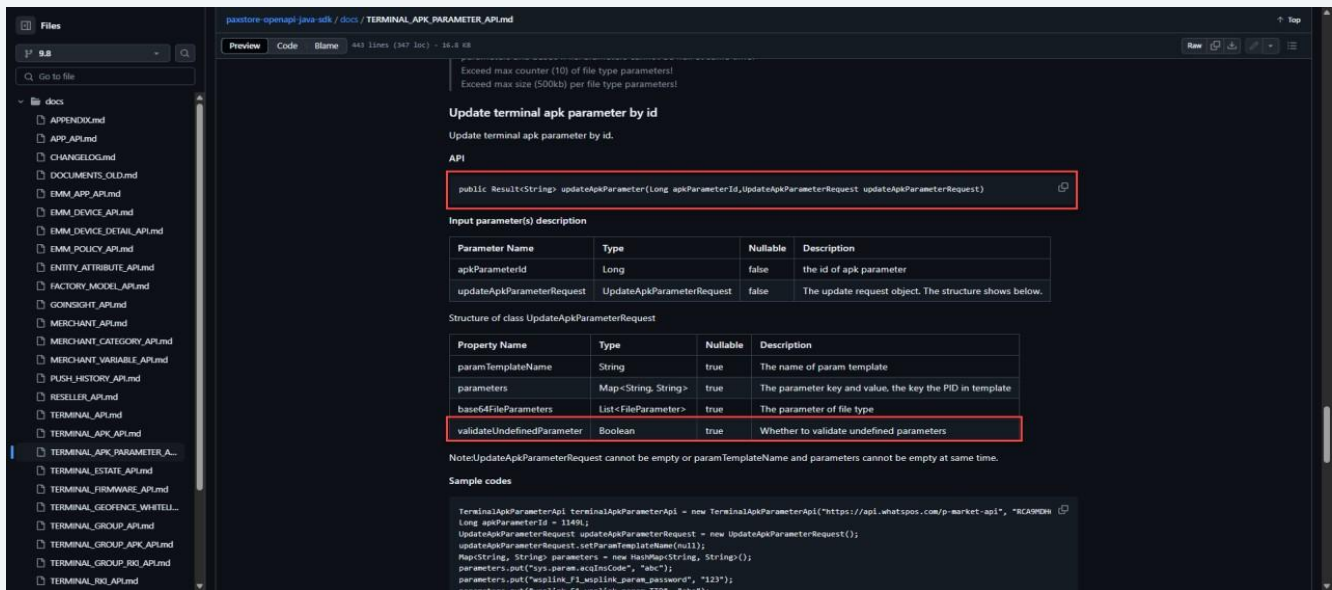 Files
paxstore-openapi-java-sdk / docs / TERMINAL_APK_PARAMETER_API.md
Top
9.8
Preview Code Blame 443 lines (347 loc) · 16.8 KB
Raw
Go to file
docs
APPENDIX.md
APP_API.md
CHANGELOG.md
DOCUMENTS_OLD.md
EMM_APP_API.md
EMM_DEVICE_API.md
EMM_DEVICE_DETAIL_API.md
EMM_POLICY_API.md
ENTITY_ATTRIBUTE_API.md
FACTORY_MODEL_API.md
GOINSIGHT_API.md
MERCHANT_API.md
MERCHANT_CATEGORY_API.md
MERCHANT_VARIABLE_API.md
PUSH_HISTORY_API.md
RESELLER_API.md
TERMINAL_API.md
TERMINAL_APK_API.md
TERMINAL_APK_PARAMETER_A...
TERMINAL_ESTATE_API.md
TERMINAL_FIRMWARE_API.md
TERMINAL_GEOFENCE_WHITELI...
TERMINAL_GROUP_API.md
TERMINAL_GROUP_APK_API.md
TERMINAL_GROUP_RKI_API.md
TERMINAL_RKI_API.md
Exceed max counter (10) of file type parameters!
Exceed max size (500kb) per file type parameters!
Update terminal apk parameter by id
Update terminal apk parameter by id.
API
public Result<String> updateApkParameter(Long apkParameterId,UpdateApkParameterRequest updateApkParameterRequest)
Input parameter(s) description
Parameter Name Type Nullable Description
apkParameterId Long false the id of apk parameter
updateApkParameterRequest UpdateApkParameterRequest false The update request object. The structure shows below.
Structure of class UpdateApkParameterRequest
Property Name Type Nullable Description
paramTemplateName String true The name of param template
parameters Map<String, String> true The parameter key and value, the key the PID in template
base64FileParameters List<FileParameter> true The parameter of file type
validateUndefinedParameter Boolean true Whether to validate undefined parameters
Note:UpdateApkParameterRequest cannot be empty or paramTemplateName and parameters cannot be empty at same time.
Sample codes
TerminalApkParameterApi terminalApkParameterApi = new TerminalApkParameterApi("https://api.whatspos.com/p-market-api", "RCA9MDH
Long apkParameterId = 1149L;
UpdateApkParameterRequest updateApkParameterRequest = new UpdateApkParameterRequest();
updateApkParameterRequest.setParamTemplateName(null);
Map<String, String> parameters = new HashMap<String, String>();
parameters.put("sys.param.acqInsCode", "abc");
parameters.put("wsplink_F1_wsplink_param_password", "123");